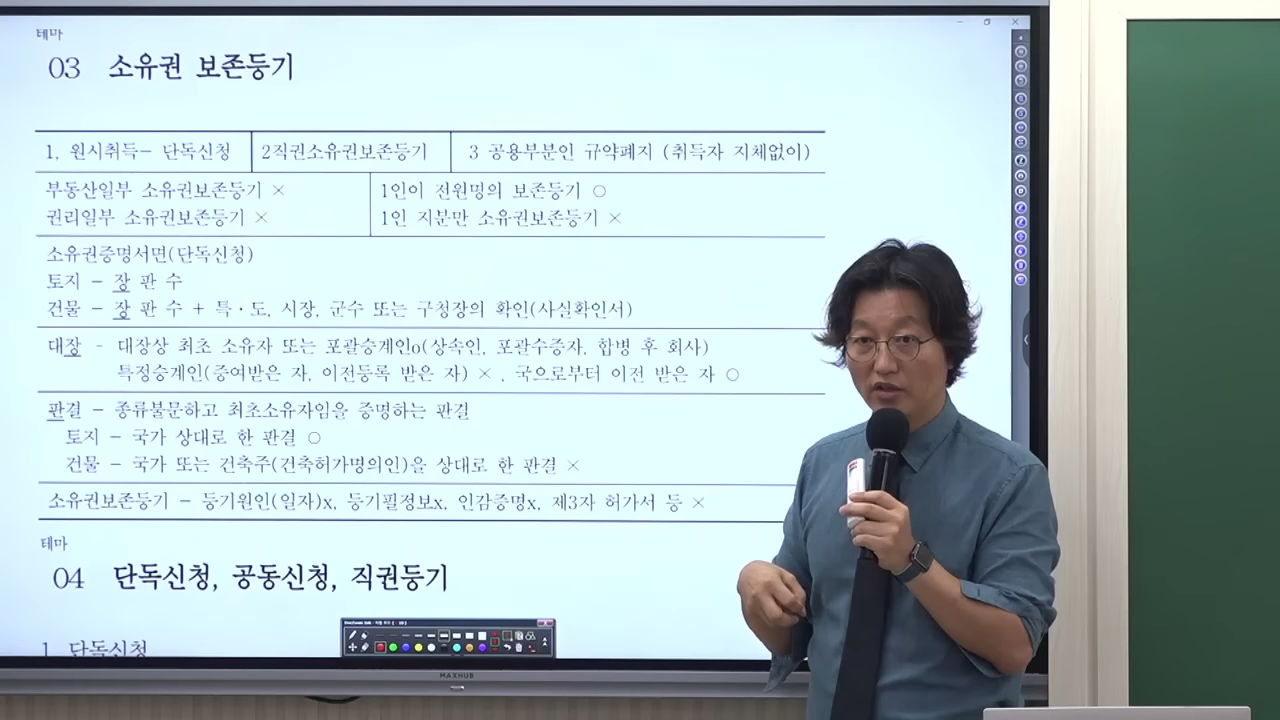 테마
03 소유권 보존등기
1. 원시취득- 단독신청
2직권소유권보존등기
3 공용부분인 규약폐지 (취득자 지체없이)
부동산일부 소유권보존등기 ×
권리일부 소유권보존등기 ×
1인이 전원명의 보존등기 ○
1인 지분만 소유권보존등기 ×
소유권증명서면(단독신청)
토지 - 장 판 수
건물 - 장 판 수 + 특·도, 시장, 군수 또는 구청장의 확인(사실확인서)
대장 - 대장상 최초 소유자 또는 포괄승계인o(상속인, 포괄수증자, 합병 후 회사)
특정승계인(증여받은 자, 이전등록 받은 자) × , 국으로부터 이전 받은 자 ○
판결 - 종류불문하고 최초소유자임을 증명하는 판결
토지 - 국가 상대로 한 판결 ○
건물 - 국가 또는 건축주(건축허가명의인)을 상대로 한 판결 ×
소유권보존등기 - 등기원인(일자)x, 등기필정보x, 인감증명x, 제3자 허가서 등 ×
테마
04 단독신청, 공동신청, 직권등기
1 단독신청
MAXHUB